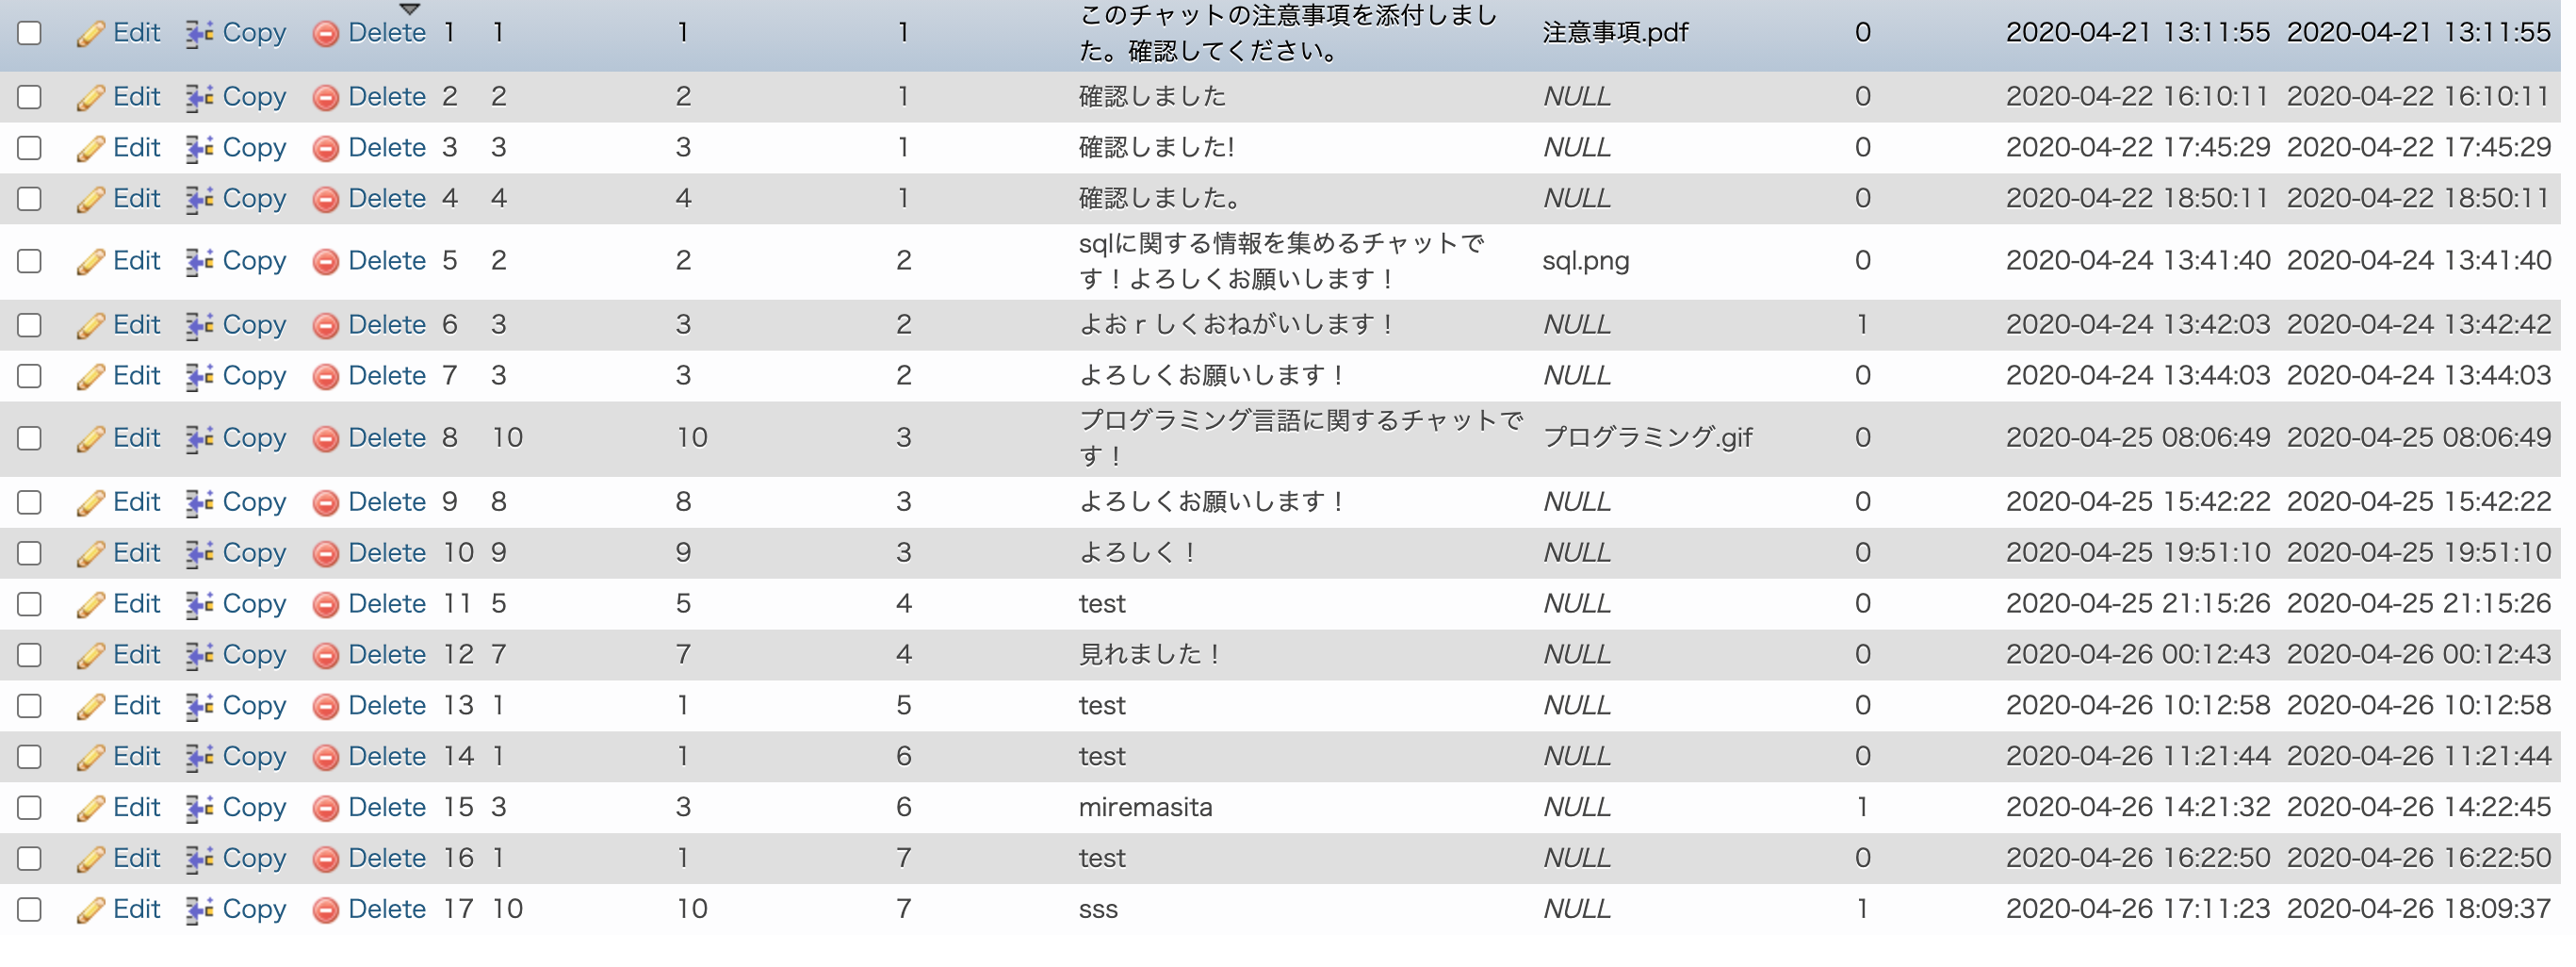 Edit Copy Delete 1 1 1 1 このチャットの注意事項を添付しまし
た。確認してください。 注意事項.pdf 0 2020-04-21 13:11:55 2020-04-21 13:11:55
Edit Copy Delete 2 2 2 1 確認しました NULL 0 2020-04-22 16:10:11 2020-04-22 16:10:11
Edit Copy Delete 3 3 3 1 確認しました! NULL 0 2020-04-22 17:45:29 2020-04-22 17:45:29
Edit Copy Delete 4 4 4 1 確認しました。 NULL 0 2020-04-22 18:50:11 2020-04-22 18:50:11
Edit Copy Delete 5 2 2 2 sqlに関する情報を集めるチャットで
す！よろしくお願いします！ sql.png 0 2020-04-24 13:41:40 2020-04-24 13:41:40
Edit Copy Delete 6 3 3 2 よおｒしくおねがいします！ NULL 1 2020-04-24 13:42:03 2020-04-24 13:42:42
Edit Copy Delete 7 3 3 2 よろしくお願いします！ NULL 0 2020-04-24 13:44:03 2020-04-24 13:44:03
Edit Copy Delete 8 10 10 3 プログラミング言語に関するチャットで
す！ プログラミング.gif 0 2020-04-25 08:06:49 2020-04-25 08:06:49
Edit Copy Delete 9 8 8 3 よろしくお願いします！ NULL 0 2020-04-25 15:42:22 2020-04-25 15:42:22
Edit Copy Delete 10 9 9 3 よろしく！ NULL 0 2020-04-25 19:51:10 2020-04-25 19:51:10
Edit Copy Delete 11 5 5 4 test NULL 0 2020-04-25 21:15:26 2020-04-25 21:15:26
Edit Copy Delete 12 7 7 4 見れました！ NULL 0 2020-04-26 00:12:43 2020-04-26 00:12:43
Edit Copy Delete 13 1 1 5 test NULL 0 2020-04-26 10:12:58 2020-04-26 10:12:58
Edit Copy Delete 14 1 1 6 test NULL 0 2020-04-26 11:21:44 2020-04-26 11:21:44
Edit Copy Delete 15 3 3 6 miremasita NULL 1 2020-04-26 14:21:32 2020-04-26 14:22:45
Edit Copy Delete 16 1 1 7 test NULL 0 2020-04-26 16:22:50 2020-04-26 16:22:50
Edit Copy Delete 17 10 10 7 sss NULL 1 2020-04-26 17:11:23 2020-04-26 18:09:37